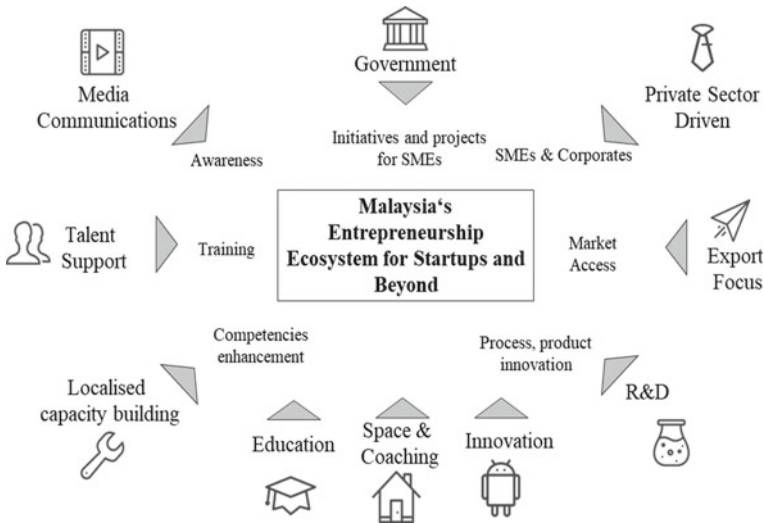 Government
Media
Communications
Private Sector
Driven
Initiatives and projects
for SMEs
Awareness
SMEs & Corporates
Malaysia‘s
Entrepreneurship
Ecosystem for Startups and
Beyond
Talent
Support
Training
Market
Access
Export
Focus
Competencies
enhancement
Process, product
innovation
Localised
capacity building
R&D
Education
Space &
Coaching
Innovation